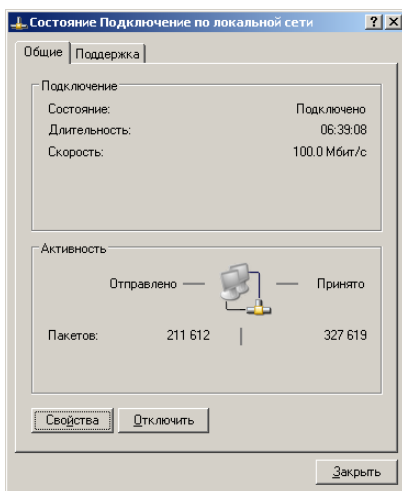 Состояние Подключение по локальной сети
Общие Поддержка
Подключение
Состояние: Подключено
Длительность: 06:39:08
Скорость: 100.0 Мбит/с
Активность
Отправлено — — Принято
Пакетов: 211 612 | 327 619
Свойства Отключить
Закрыть